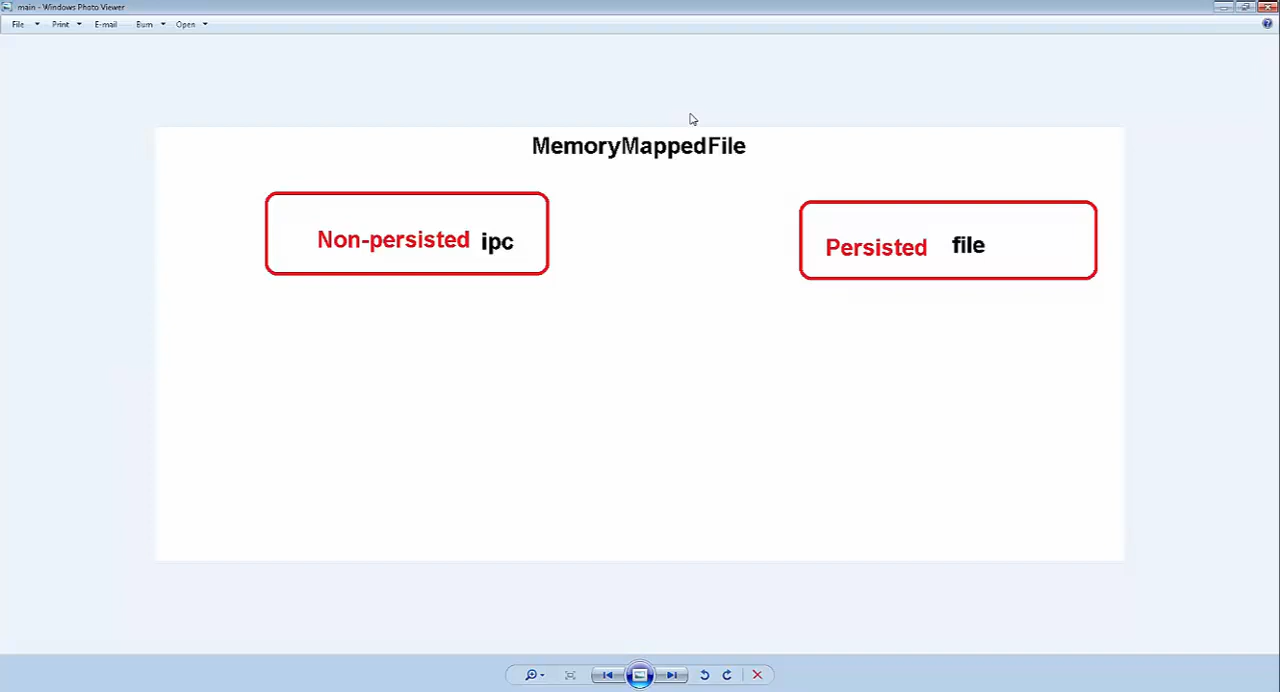 main - Windows Photo Viewer
File Print E-mail Burn Open
MemoryMappedFile
Non-persisted ipc
Persisted file